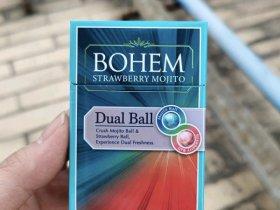 BOHEM
STRAWBERRY MOJITO
Dual Ball
Crush Mojito Ball &
Strawberry Ball,
Experience Dual Freshness.